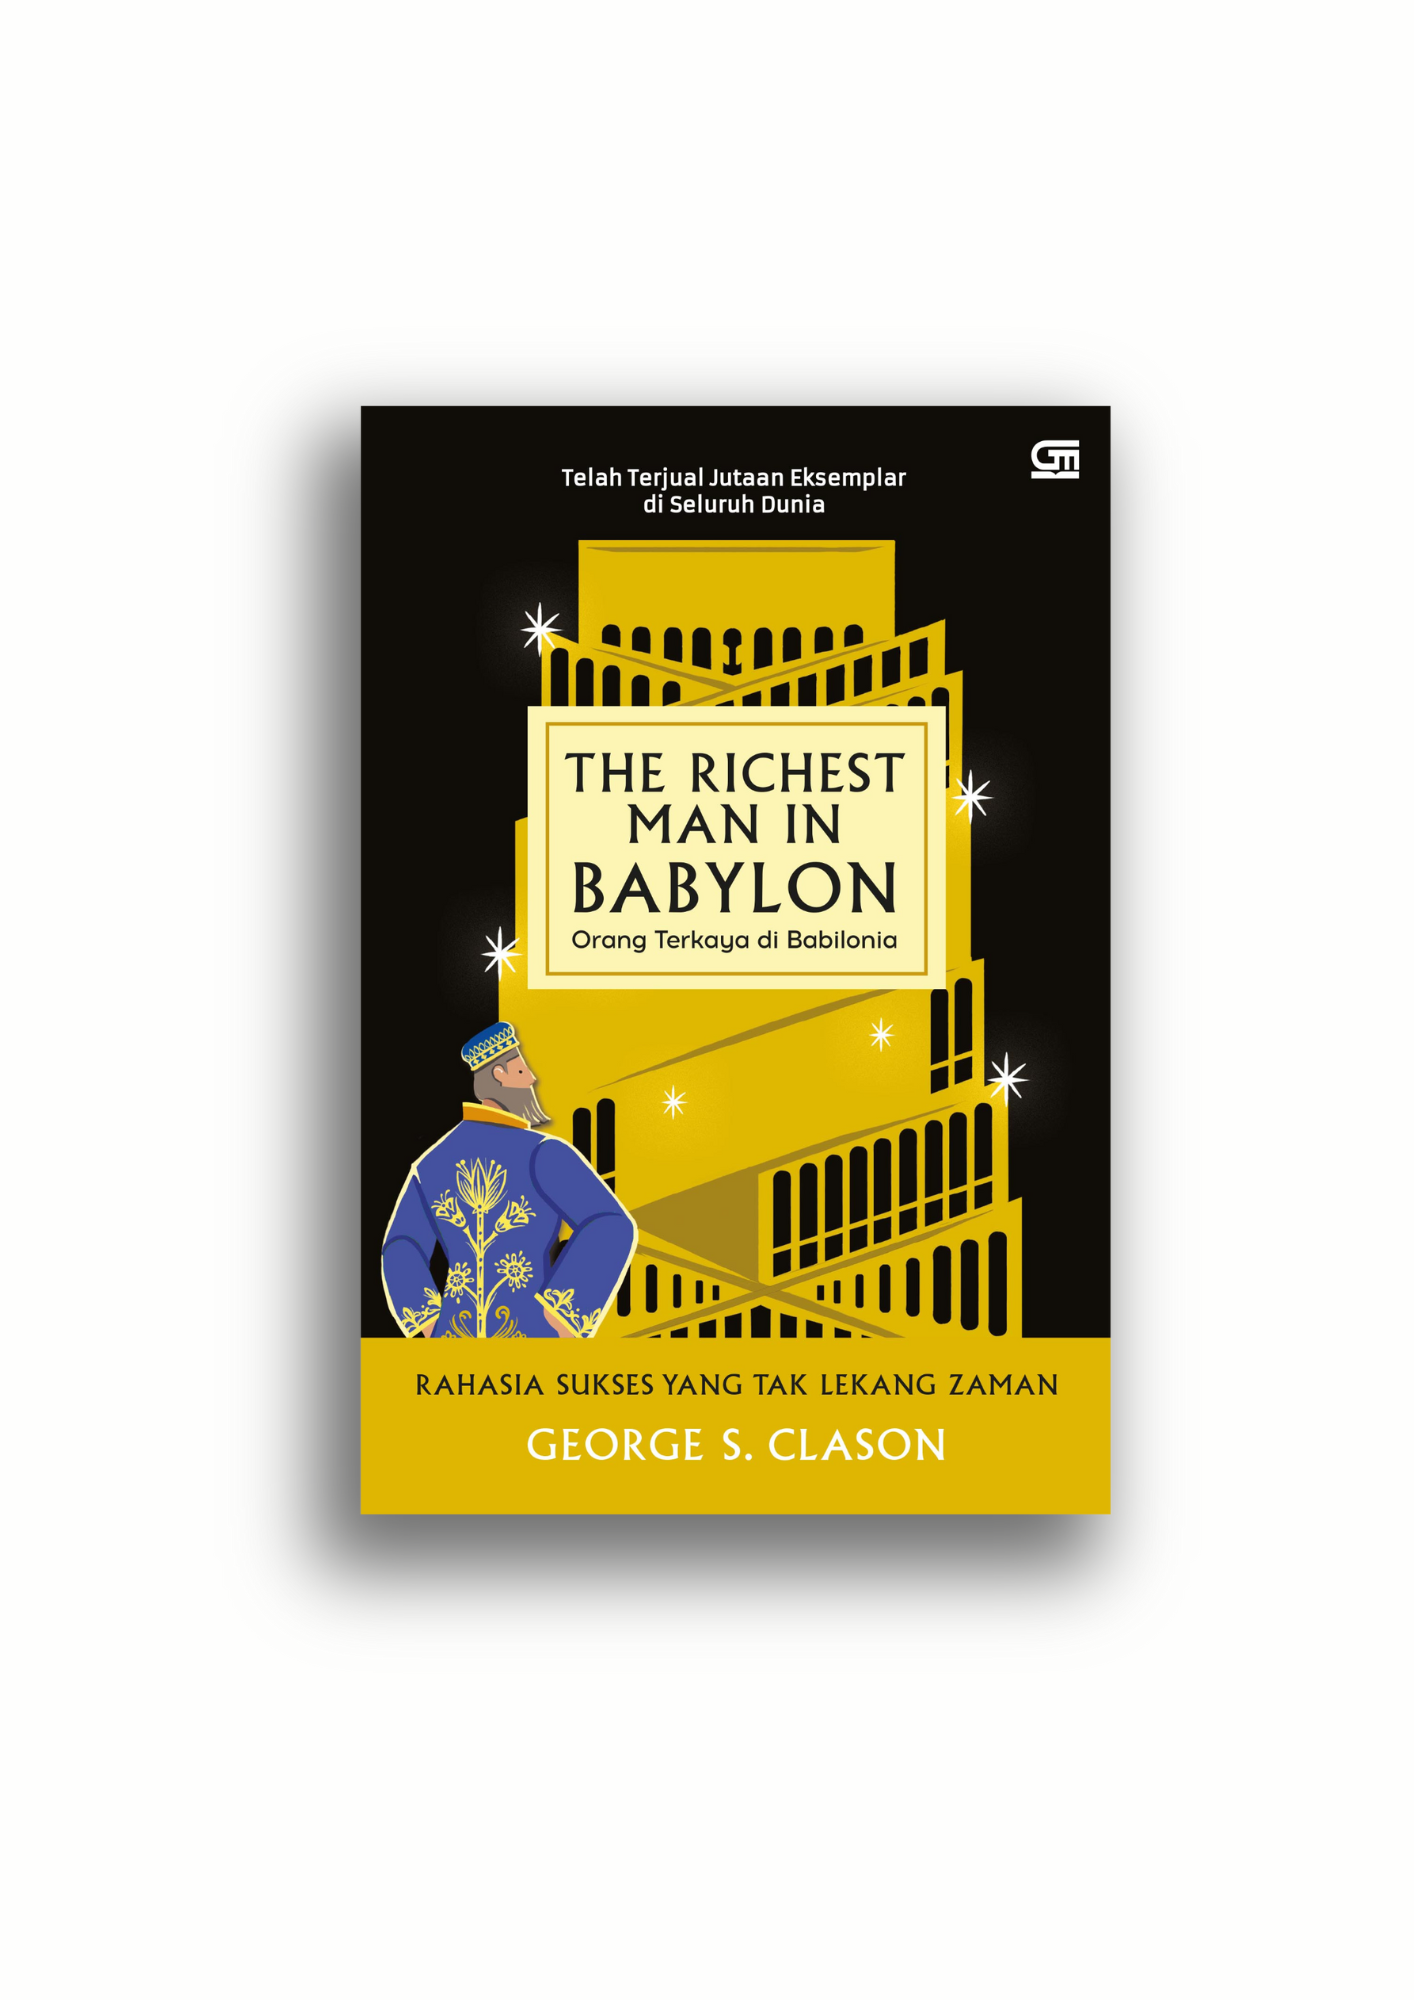 Telah Terjual Jutaan Eksemplar
di Seluruh Dunia
GM
THE RICHEST
MAN IN
BABYLON
Orang Terkaya di Babilonia
RAHASIA SUKSES YANG TAK LEKANG ZAMAN
GEORGE S. CLASON